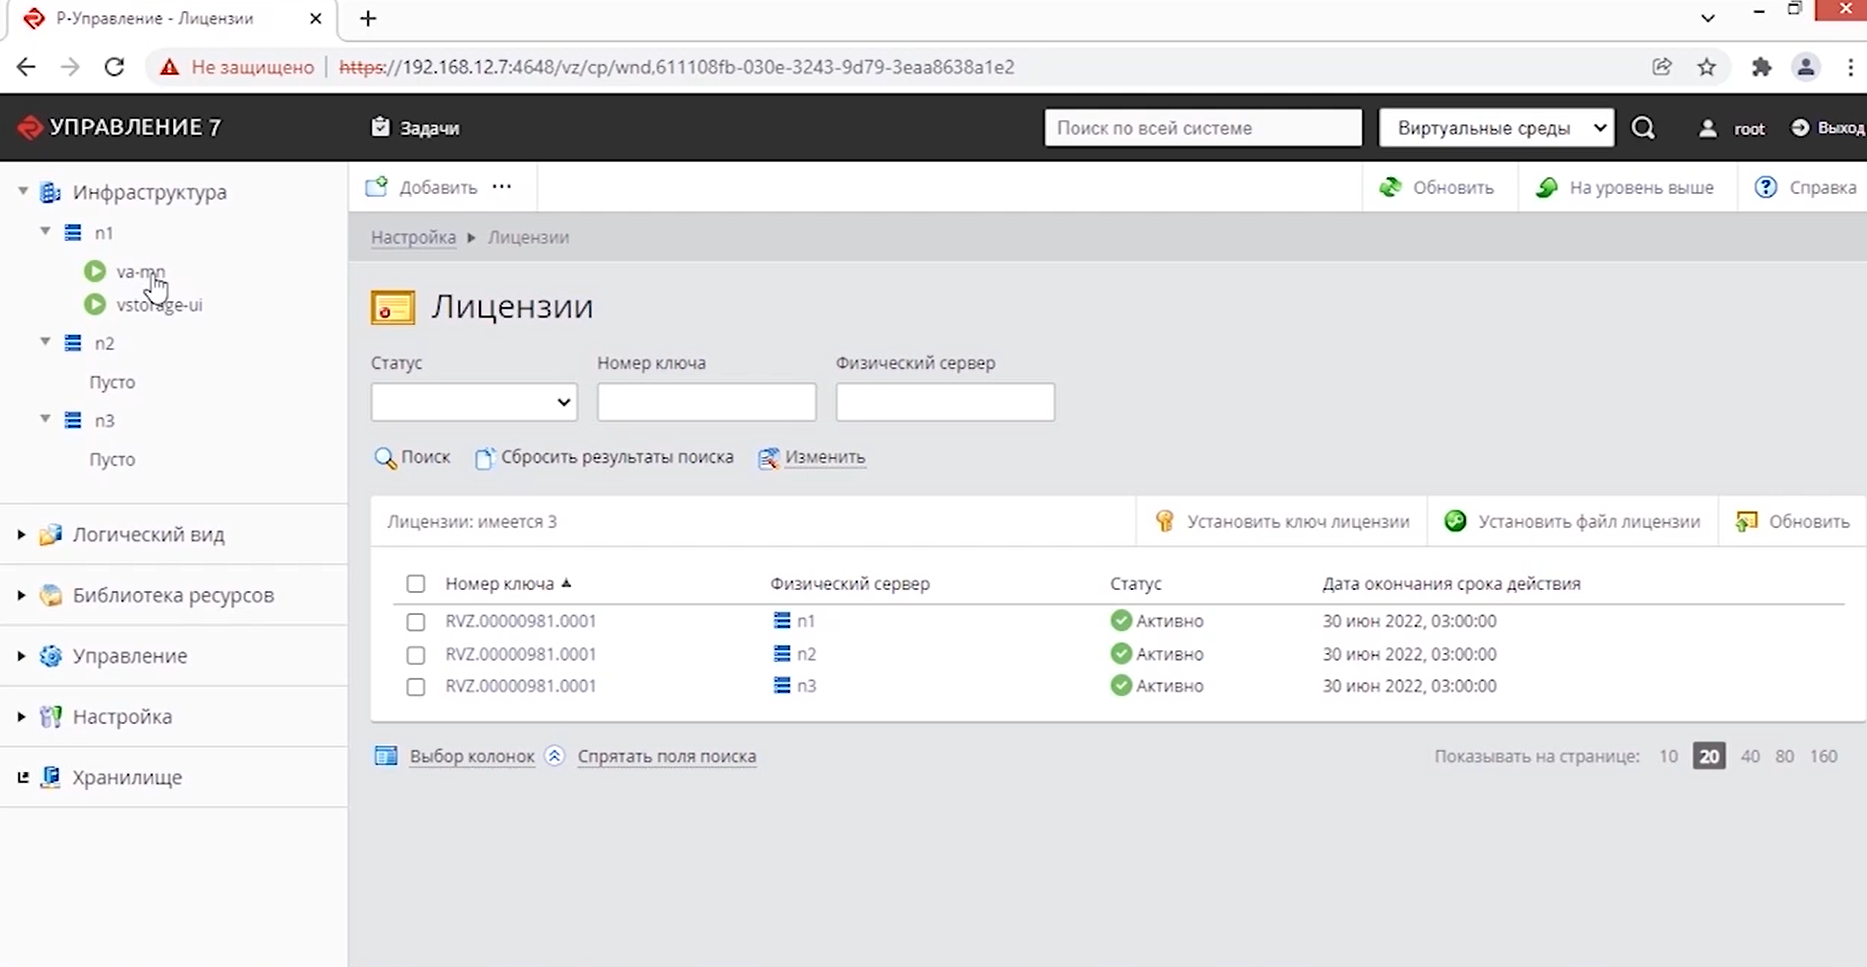 Р-Управление - Лицензии
Не защищено
https://192.168.12.7:4648/vz/cp/wnd,611108fb-030e-3243-9d79-3eaa8638a1e2
УПРАВЛЕНИЕ 7
Задачи
Поиск по всей системе
Виртуальные среды
root
Выход
Инфраструктура
n1
va-mn
vstorage-ui
n2
Пусто
n3
Пусто
Логический вид
Библиотека ресурсов
Управление
Настройка
Хранилище
Добавить ...
Обновить
На уровень выше
Справка
Настройка
Лицензии
Лицензии
Статус
Номер ключа
Физический сервер
Поиск
Сбросить результаты поиска
Изменить
Лицензии: имеется 3
Установить ключ лицензии
Установить файл лицензии
Обновить
Номер ключа Физический сервер Статус Дата окончания срока действия
RVZ.00000981.0001 n1 Активно 30 июн 2022, 03:00:00
RVZ.00000981.0001 n2 Активно 30 июн 2022, 03:00:00
RVZ.00000981.0001 n3 Активно 30 июн 2022, 03:00:00
Выбор колонок
Спрятать поля поиска
Показывать на странице: 10 20 40 80 160